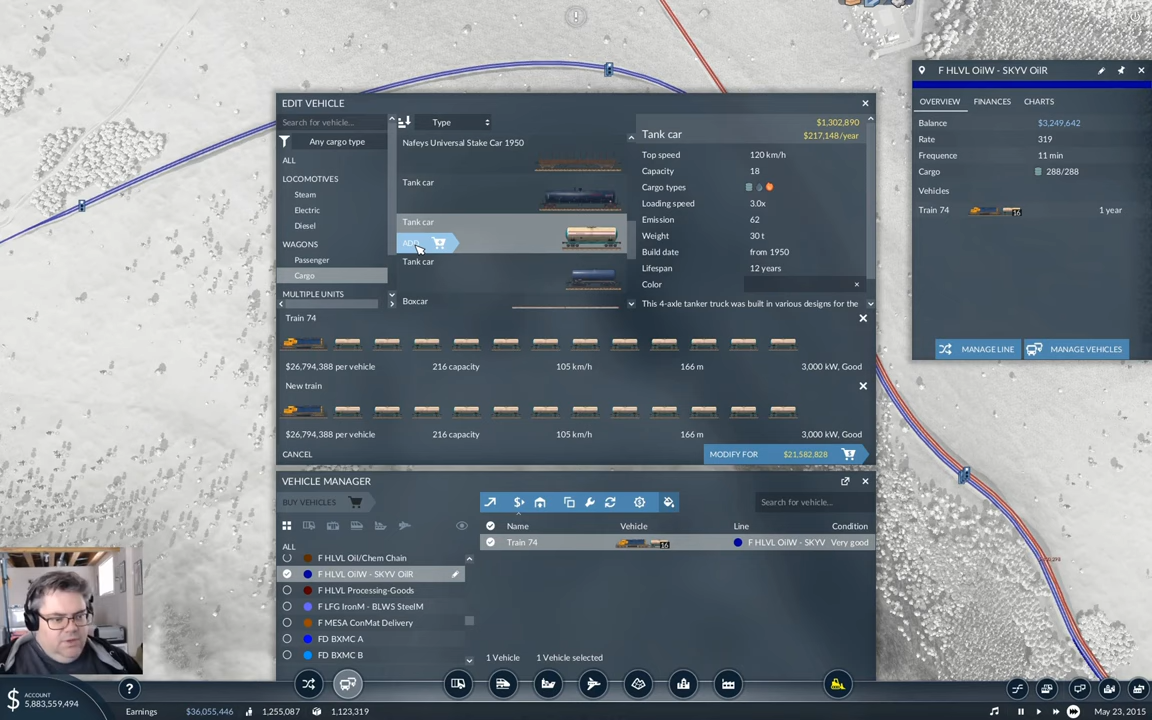 EDIT VEHICLE
Search for vehicle...
Type
Any cargo type
ALL
LOCOMOTIVES
Steam
Electric
Diesel
WAGONS
Passenger
Cargo
MULTIPLE UNITS
Nafeys Universal Stake Car 1950
Tank car
Tank car
ADD
Tank car
Boxcar
Tank car
$1,302,890
$217,148/year
Top speed 120 km/h
Capacity 18
Cargo types
Loading speed 3.0x
Emission 62
Weight 30 t
Build date from 1950
Lifespan 12 years
Color
This 4-axle tanker truck was built in various designs for the
Train 74
$26,794,388 per vehicle 216 capacity 105 km/h 166 m 3,000 kW, Good
New train
$26,794,388 per vehicle 216 capacity 105 km/h 166 m 3,000 kW, Good
CANCEL
MODIFY FOR $21,582,828
VEHICLE MANAGER
BUY VEHICLES
Search for vehicle...
ALL
F HLVL Oil/Chem Chain
F HLVL OilW - SKYV OilR
F HLVL Processing-Goods
F LFG IronM - BLWS SteelM
F MESA ConMat Delivery
FD BXMC A
FD BXMC B
Name Vehicle Line Condition
Train 74 16 F HLVL OilW - SKYV Very good
1 Vehicle 1 Vehicle selected
F HLVL OilW - SKYV OilR
OVERVIEW FINANCES CHARTS
Balance $3,249,642
Rate 319
Frequence 11 min
Cargo 288/288
Vehicles
Train 74 16 1 year
MANAGE LINE MANAGE VEHICLES
$ ACCOUNT
5,883,559,494
?
Earnings $36,055,446 1,255,087 1,123,319
May 23, 2015